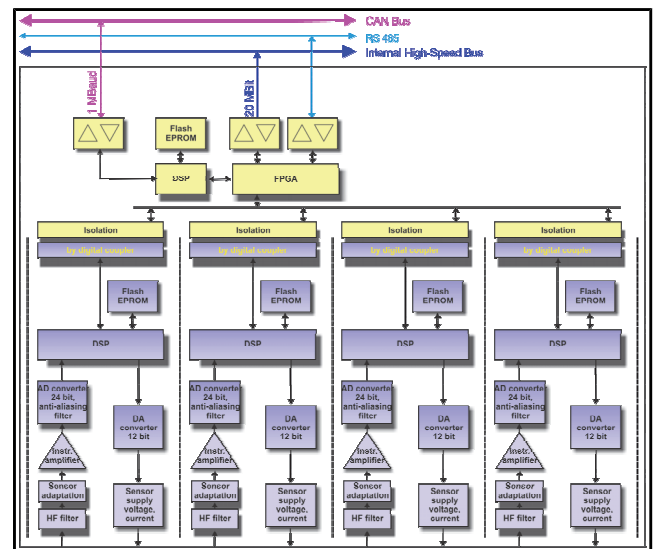 CAN Bus
RS 485
Internal High-Speed Bus
1 MBaud
20 MBit
Flash
EPROM
DSP
FPGA
Isolation
by digital coupler
Isolation
by digital coupler
Isolation
by digital coupler
Isolation
by digital coupler
Flash
EPROM
Flash
EPROM
Flash
EPROM
Flash
EPROM
DSP
DSP
DSP
DSP
AD converter
24 bit,
anti-aliasing
filter
DA
converter
12 bit
AD converter
24 bit,
anti-aliasing
filter
DA
converter
12 bit
AD converter
24 bit,
anti-aliasing
filter
DA
converter
12 bit
AD converter
24 bit,
anti-aliasing
filter
DA
converter
12 bit
Instr.
amplifier
Instr.
amplifier
Instr.
amplifier
Instr.
amplifier
Sensor
adaptation
HF filter
Sensor
supply
voltage,
current
Sensor
adaptation
HF filter
Sensor
supply
voltage,
current
Sensor
adaptation
HF filter
Sensor
supply
voltage,
current
Sensor
adaptation
HF filter
Sensor
supply
voltage,
current